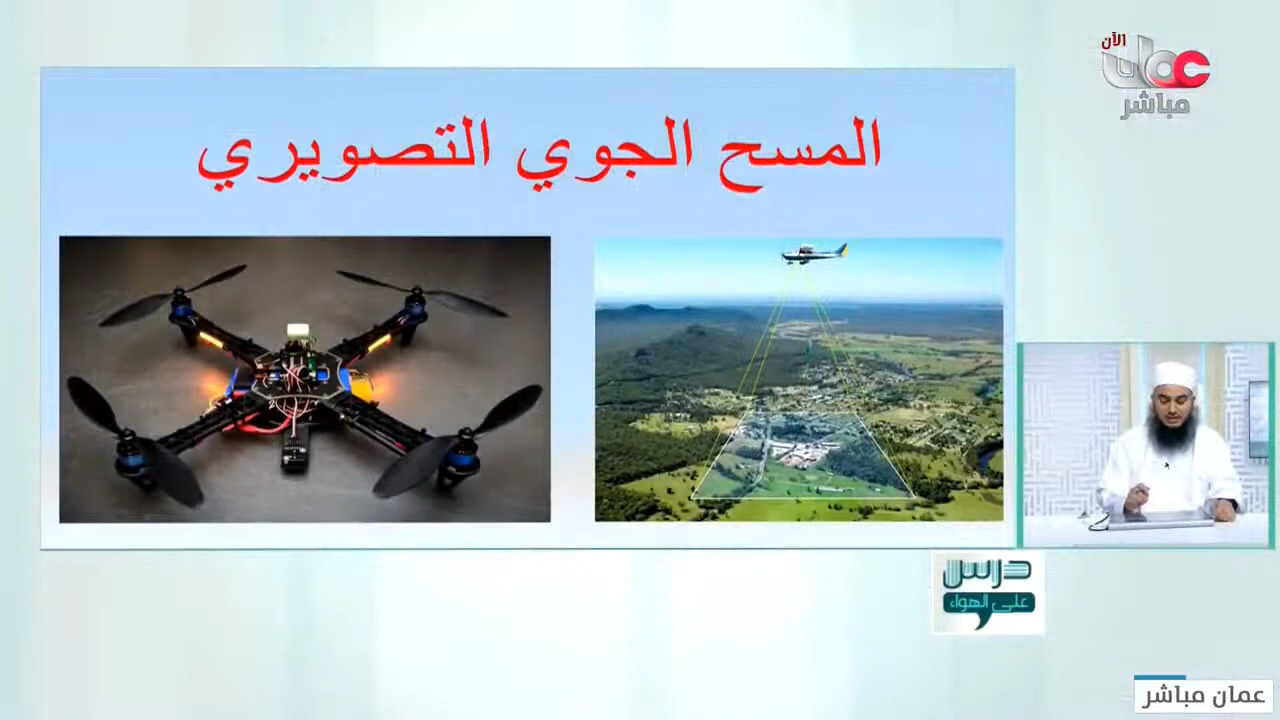 الآن
عمان
مباشر
المسح الجوي التصويري
درس
على الهواء
عمان مباشر